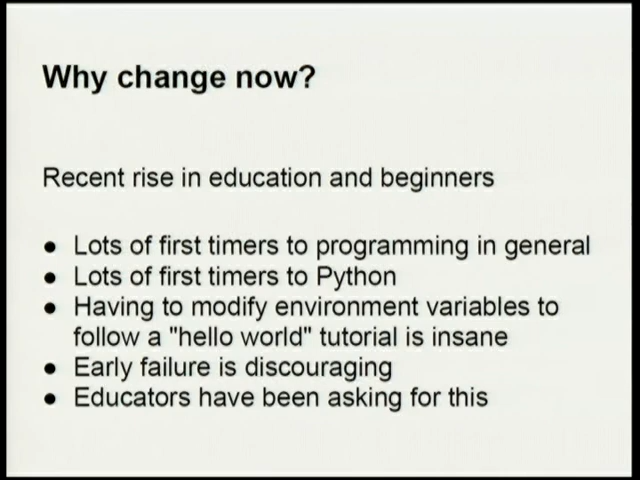 Why change now?
Recent rise in education and beginners
● Lots of first timers to programming in general
● Lots of first timers to Python
● Having to modify environment variables to
follow a "hello world" tutorial is insane
● Early failure is discouraging
● Educators have been asking for this